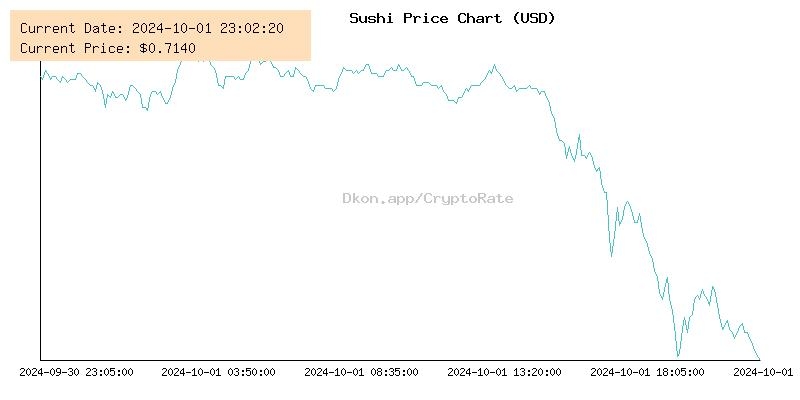 Sushi Price Chart (USD)
Current Date: 2024-10-01 23:02:20
Current Price: $0.7140
Dkon.app/CryptoRate
2024-09-30 23:05:00 2024-10-01 03:50:00 2024-10-01 08:35:00 2024-10-01 13:20:00 2024-10-01 18:05:00 2024-10-01